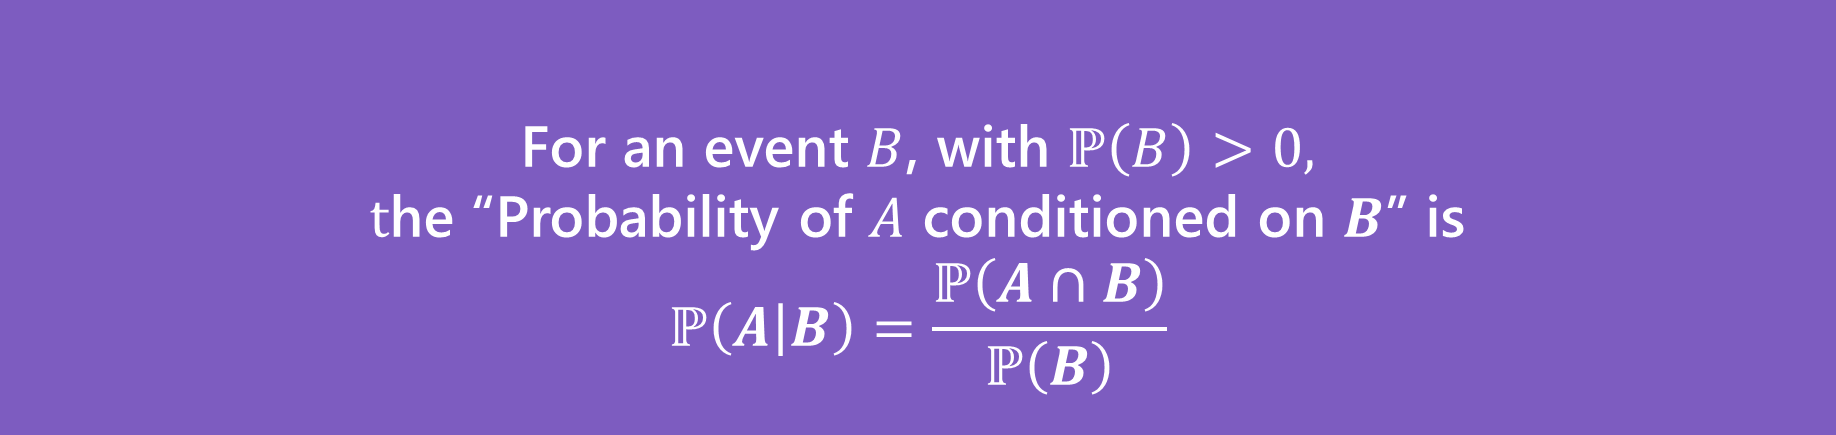 For an event B, with ℙ(B) > 0,
the “Probability of A conditioned on B” is
ℙ(A|B) = ℙ(A ∩ B) / ℙ(B)